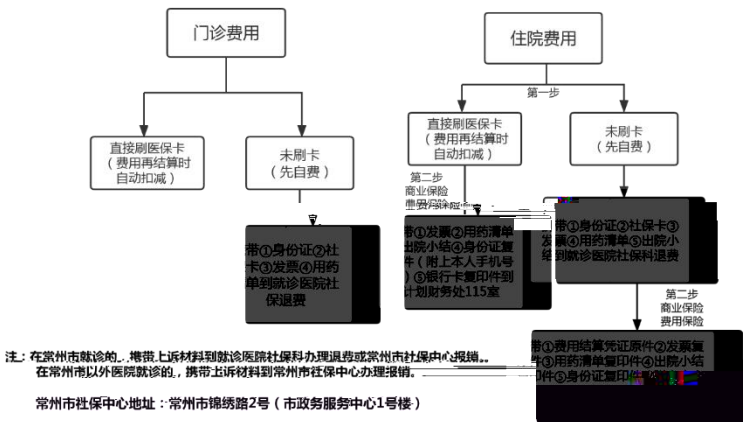 门诊费用
直接刷医保卡
（费用再结算时
自动扣减）
未刷卡
（先自费）
带①身份证②社
卡③发票④用药
单到就诊医院社
保退费
住院费用
第一步
直接刷医保卡
（费用再结算时
自动扣减）
未刷卡
（先自费）
第二步
商业保险
带①发票②用药清单
出院小结④身份证复
件（附上本人手机号
）⑤银行卡复印件到
计划财务处115室
带①身份证②社保卡③
发票④用药清单⑤出院小
结到就诊医院社保科退费
第二步
商业保险
费用保险
带①费用结算凭证原件②发票复
件③用药清单复印件④出院小结
印件⑤身份证复印件
注：在常州市就诊的，携带上诉材料到就诊医院社保科办理退费或常州市社保中心报销。
在常州市以外医院就诊的，携带上诉材料到常州市社保中心办理报销。
常州市社保中心地址：常州市锦绣路2号（市政务服务中心1号楼）